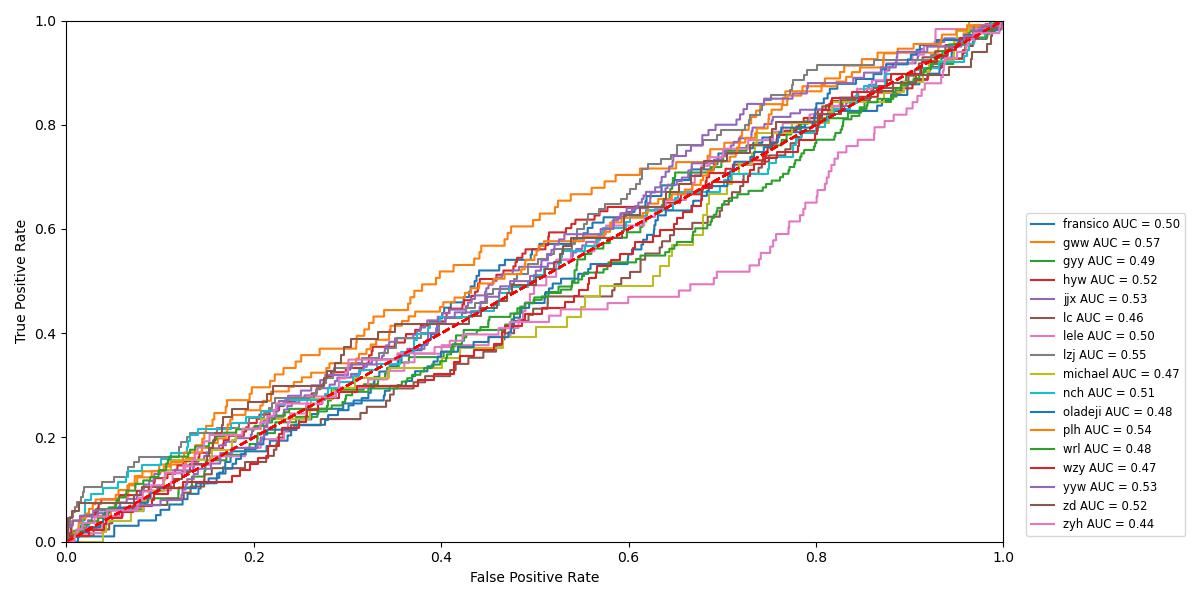 1.0
0.8
0.6
0.4
0.2
0.0
True Positive Rate
0.0 0.2 0.4 0.6 0.8 1.0
False Positive Rate
fransico AUC = 0.50
gww AUC = 0.57
gyy AUC = 0.49
hyw AUC = 0.52
jjx AUC = 0.53
lc AUC = 0.46
lele AUC = 0.50
lzj AUC = 0.55
michael AUC = 0.47
nch AUC = 0.51
oladeji AUC = 0.48
plh AUC = 0.54
wrl AUC = 0.48
wzy AUC = 0.47
yyw AUC = 0.53
zd AUC = 0.52
zyh AUC = 0.44